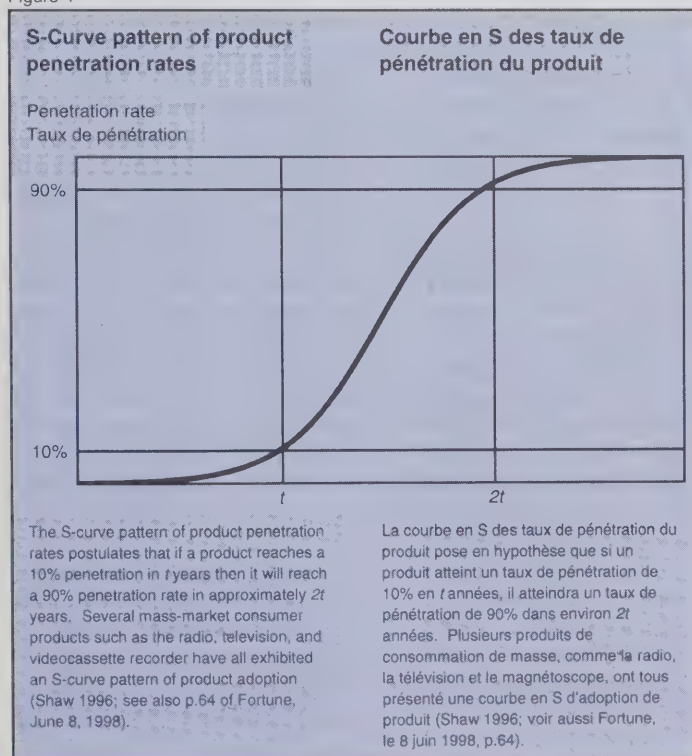 S-Curve pattern of product
penetration rates
Courbe en S des taux de
pénétration du produit
Penetration rate
Taux de pénétration
90%
10%
t
2t
The S-curve pattern of product penetration
rates postulates that if a product reaches a
10% penetration in t years then it will reach
a 90% penetration rate in approximately 2t
years. Several mass-market consumer
products such as the radio, television, and
videocassette recorder have all exhibited
an S-curve pattern of product adoption
(Shaw 1996; see also p.64 of Fortune,
June 8, 1998).
La courbe en S des taux de pénétration du
produit pose en hypothèse que si un
produit atteint un taux de pénétration de
10% en t années, il atteindra un taux de
pénétration de 90% dans environ 2t
années. Plusieurs produits de
consommation de masse, comme la radio,
la télévision et le magnétoscope, ont tous
présenté une courbe en S d'adoption de
produit (Shaw 1996; voir aussi Fortune,
le 8 juin 1998, p.64).